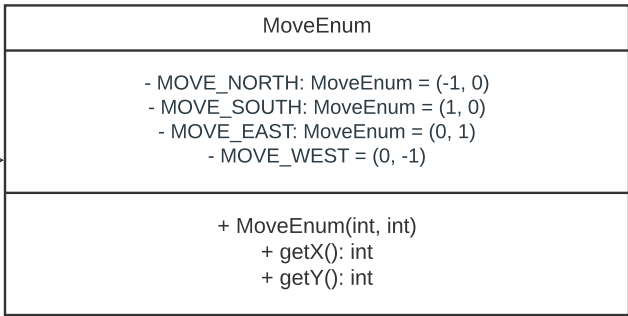 MoveEnum
- MOVE_NORTH: MoveEnum = (-1, 0)
- MOVE_SOUTH: MoveEnum = (1, 0)
- MOVE_EAST: MoveEnum = (0, 1)
- MOVE_WEST = (0, -1)
+ MoveEnum(int, int)
+ getX(): int
+ getY(): int